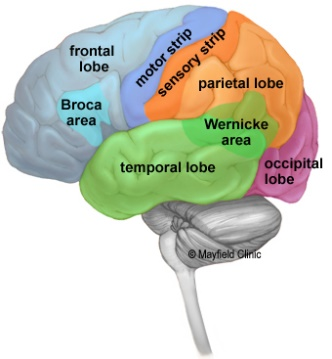 frontal
lobe
motor strip
sensory strip
parietal lobe
Broca
area
Wernicke
area
temporal lobe
occipital
lobe
© Mayfield Clinic